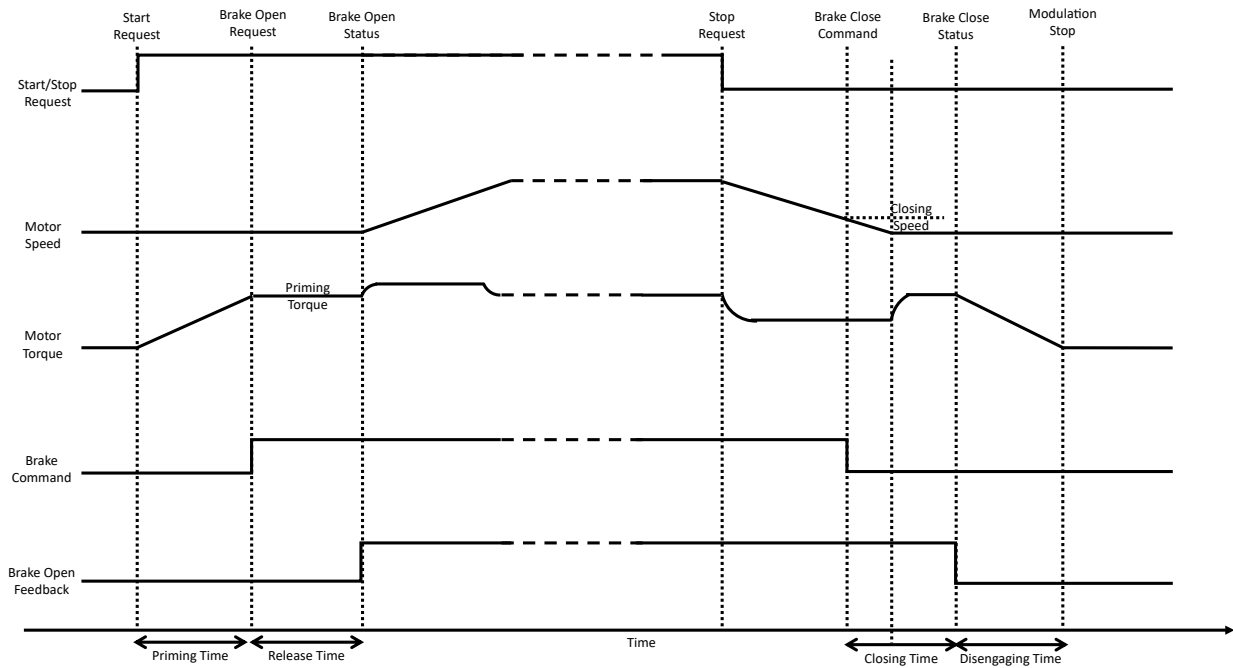 Start
Request
Brake Open
Request
Brake Open
Status
Stop
Request
Brake Close
Command
Brake Close
Status
Modulation
Stop
Start/Stop
Request
Motor
Speed
Closing
Speed
Motor
Torque
Priming
Torque
Brake
Command
Brake Open
Feedback
Priming Time
Release Time
Time
Closing Time
Disengaging Time